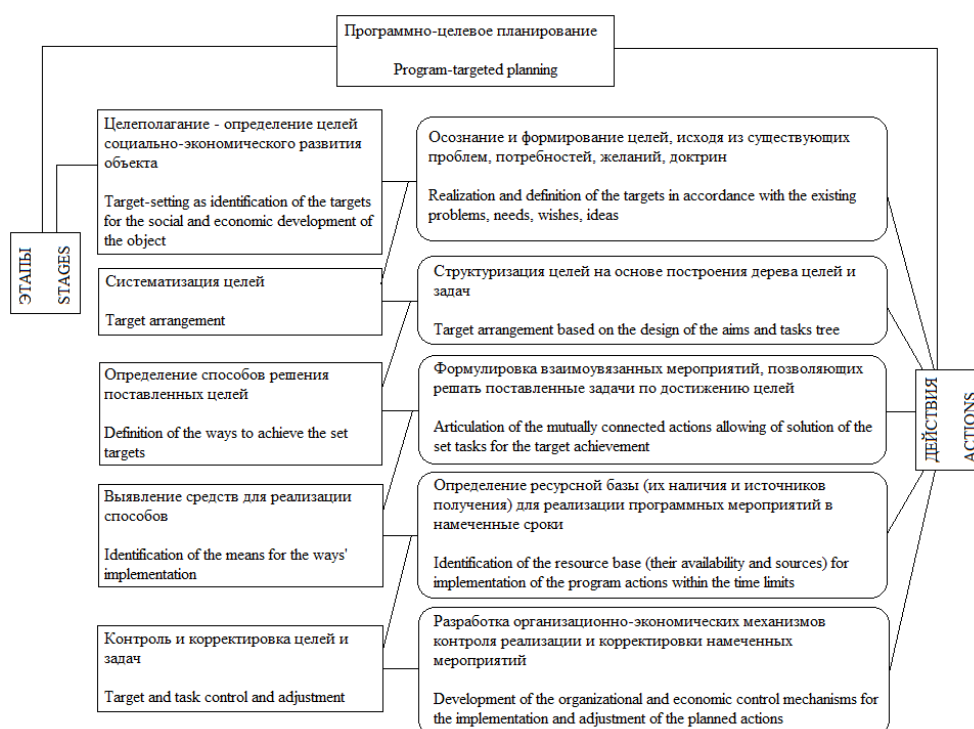 Программно-целевое планирование
Program-targeted planning
ЭТАПЫ
STAGES
Целеполагание - определение целей
социально-экономического развития
объекта
Target-setting as identification of the targets
for the social and economic development of
the object
Осознание и формирование целей, исходя из существующих
проблем, потребностей, желаний, доктрин
Realization and definition of the targets in accordance with the existing
problems, needs, wishes, ideas
Систематизация целей
Target arrangement
Структуризация целей на основе построения дерева целей и
задач
Target arrangement based on the design of the aims and tasks tree
Определение способов решения
поставленных целей
Definition of the ways to achieve the set
targets
Формулировка взаимоувязанных мероприятий, позволяющих
решать поставленные задачи по достижению целей
Articulation of the mutually connected actions allowing of solution of the
set tasks for the target achievement
Выявление средств для реализации
способов
Identification of the means for the ways'
implementation
Определение ресурсной базы (их наличия и источников
получения) для реализации программных мероприятий в
намеченные сроки
Identification of the resource base (their availability and sources) for
implementation of the program actions within the time limits
Контроль и корректировка целей и
задач
Target and task control and adjustment
Разработка организационно-экономических механизмов
контроля реализации и корректировки намеченных
мероприятий
Development of the organizational and economic control mechanisms for
the implementation and adjustment of the planned actions
ДЕЙСТВИЯ
ACTIONS